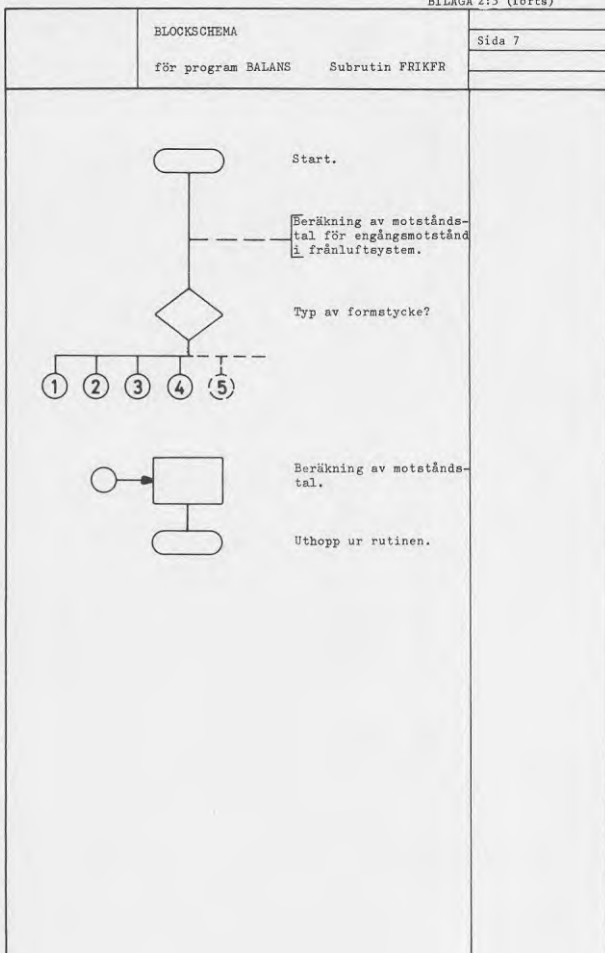 BILAGA 2:3 (forts)
BLOCKSCHEMA
Sida 7
för program BALANS Subrutin FRIKFR
Start.
Beräkning av motstånds-
tal för engångsmotstånd
i frånluftsystem.
Typ av formstycke?
1 2 3 4 5
Beräkning av motstånds-
tal.
Uthopp ur rutinen.